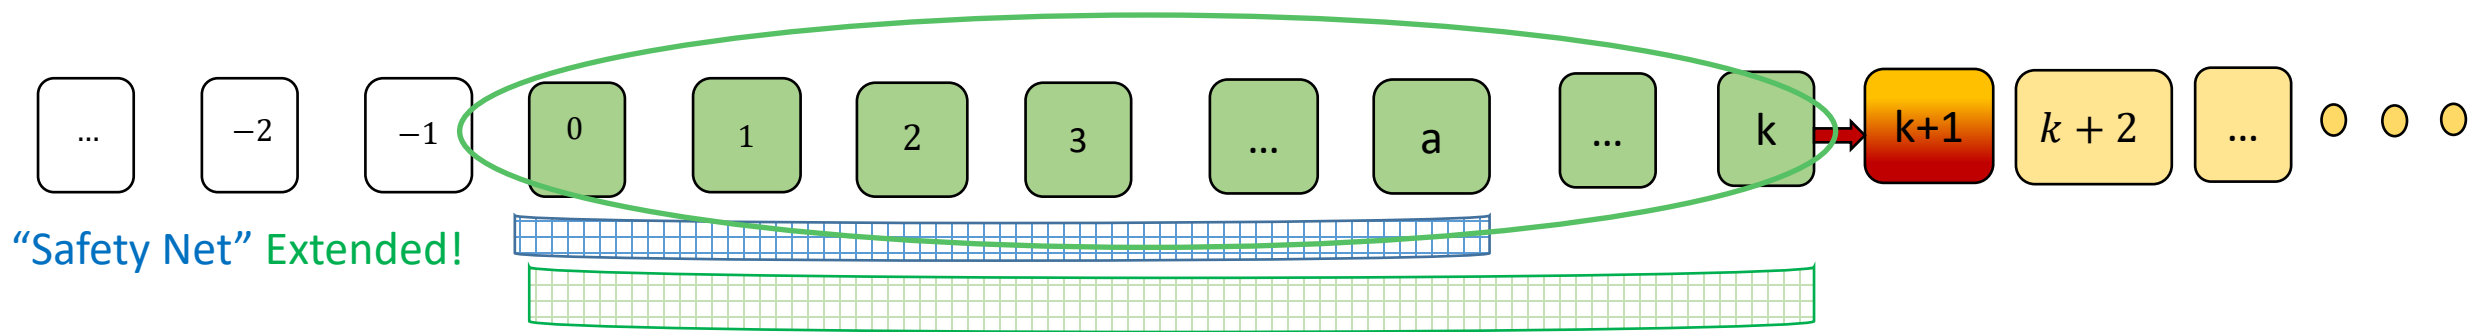 ... −2 −1 0 1 2 3 ... a ... k k+1 k + 2 ...
“Safety Net” Extended!